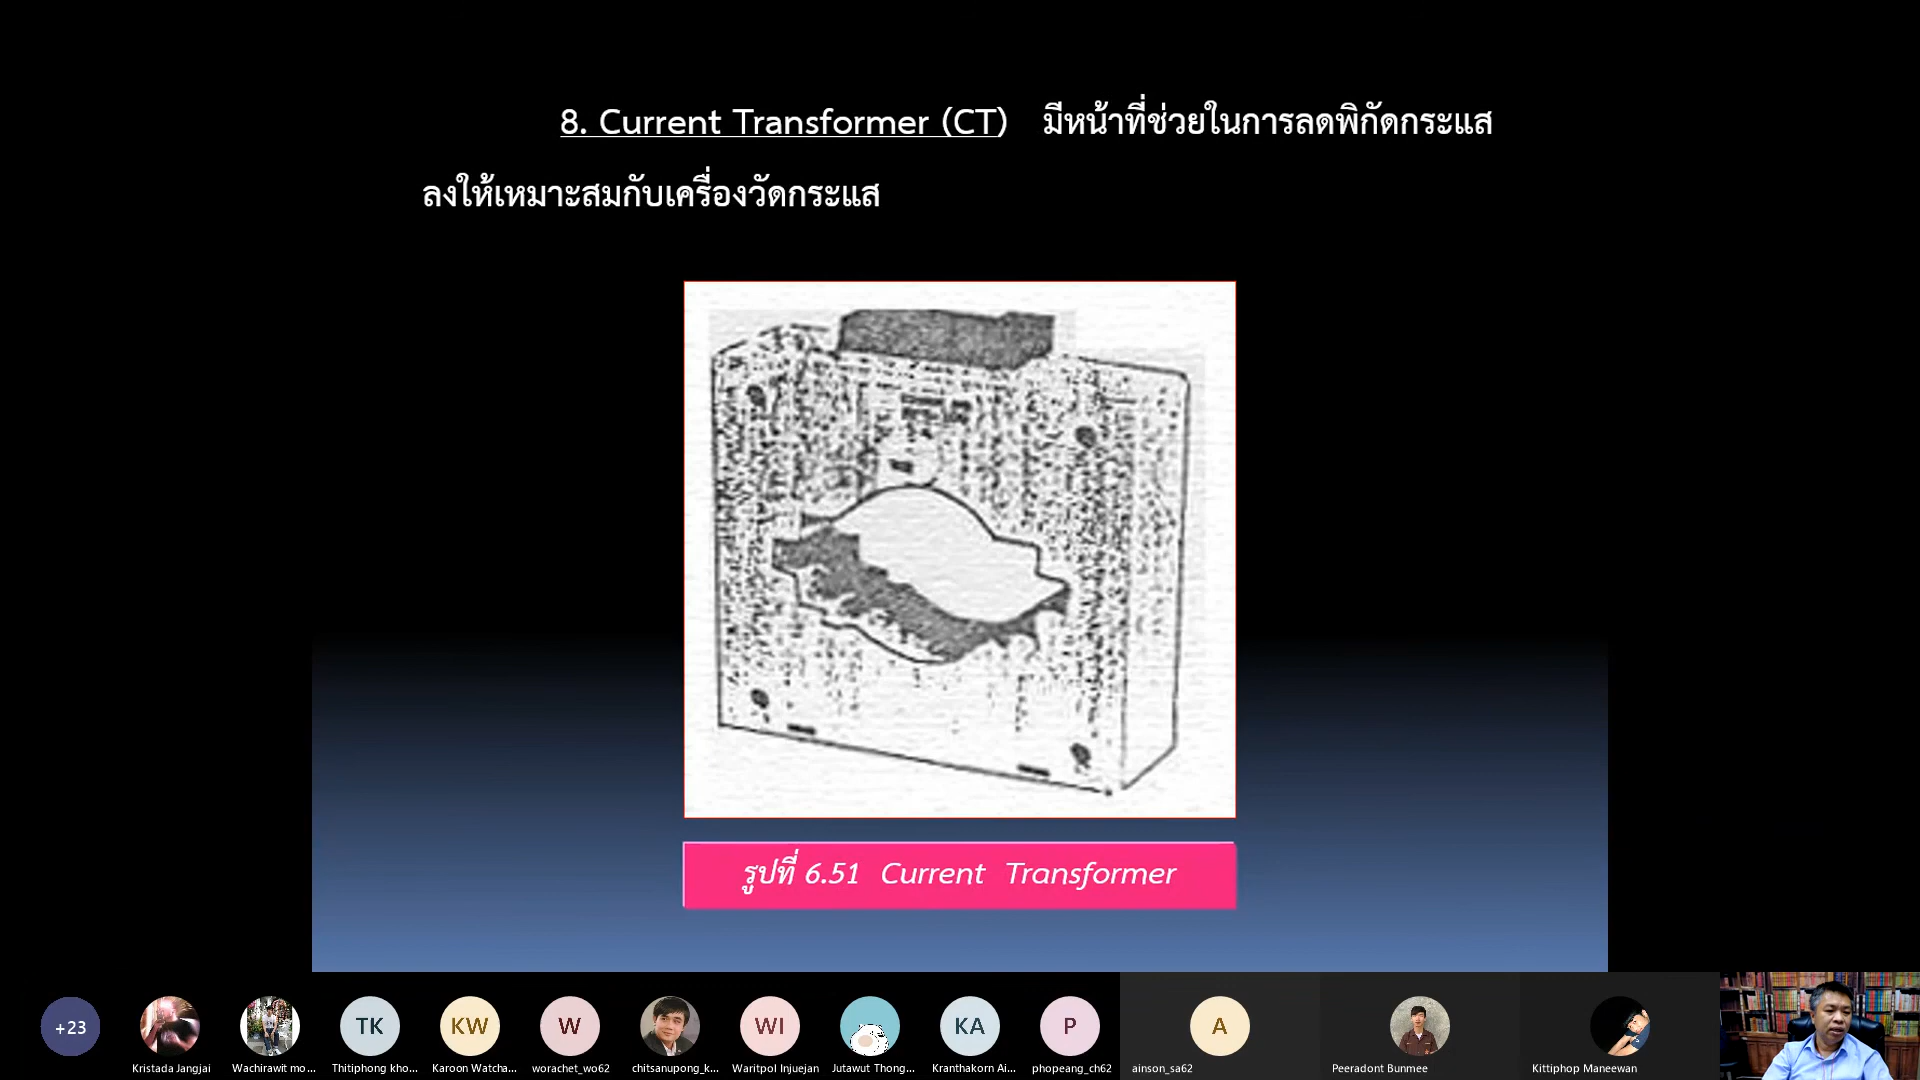 8. Current Transformer (CT) มีหน้าที่ช่วยในการลดพิกัดกระแส
ลงให้เหมาะสมกับเครื่องวัดกระแส
รูปที่ 6.51 Current Transformer
+23
TK
KW
W
WI
KA
P
A
Kristada Jangjai
Wachirawit mo...
Thitiphong kho...
Karoon Watcha...
worachet_wo62
chitsanupong_k...
Waritpol Injuejan
Jutawut Thong...
Kranthakorn Ai...
phopeang_ch62
ainson_sa62
Peeradont Bunmee
Kittiphop Maneewan